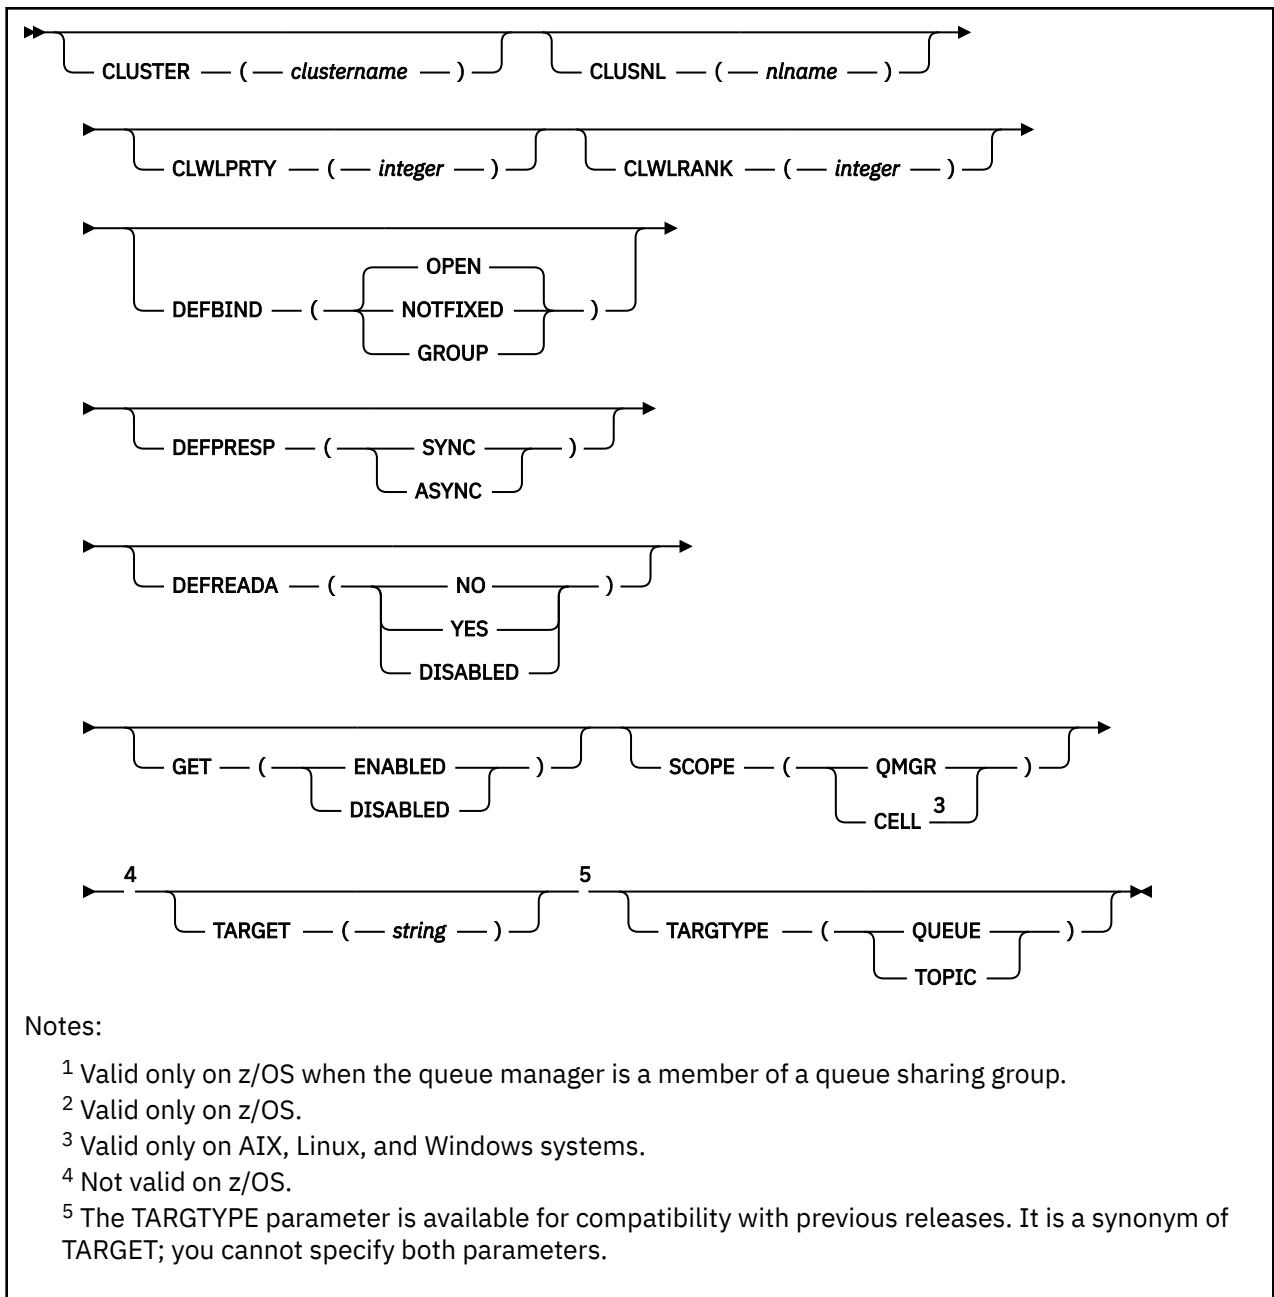 CLUSTER ( clustername ) CLUSNL ( nlname )
CLWLPRTY ( integer ) CLWLRANK ( integer )
OPEN
DEFBIND ( NOTFIXED )
GROUP
DEFPRESP ( SYNC )
ASYNC
DEFREADA ( NO )
YES
DISABLED
GET ( ENABLED ) SCOPE ( QMGR )
DISABLED CELL 3
4 5
TARGET ( string ) TARGTYPE ( QUEUE )
TOPIC
Notes:
1 Valid only on z/OS when the queue manager is a member of a queue sharing group.
2 Valid only on z/OS.
3 Valid only on AIX, Linux, and Windows systems.
4 Not valid on z/OS.
5 The TARGTYPE parameter is available for compatibility with previous releases. It is a synonym of
TARGET; you cannot specify both parameters.